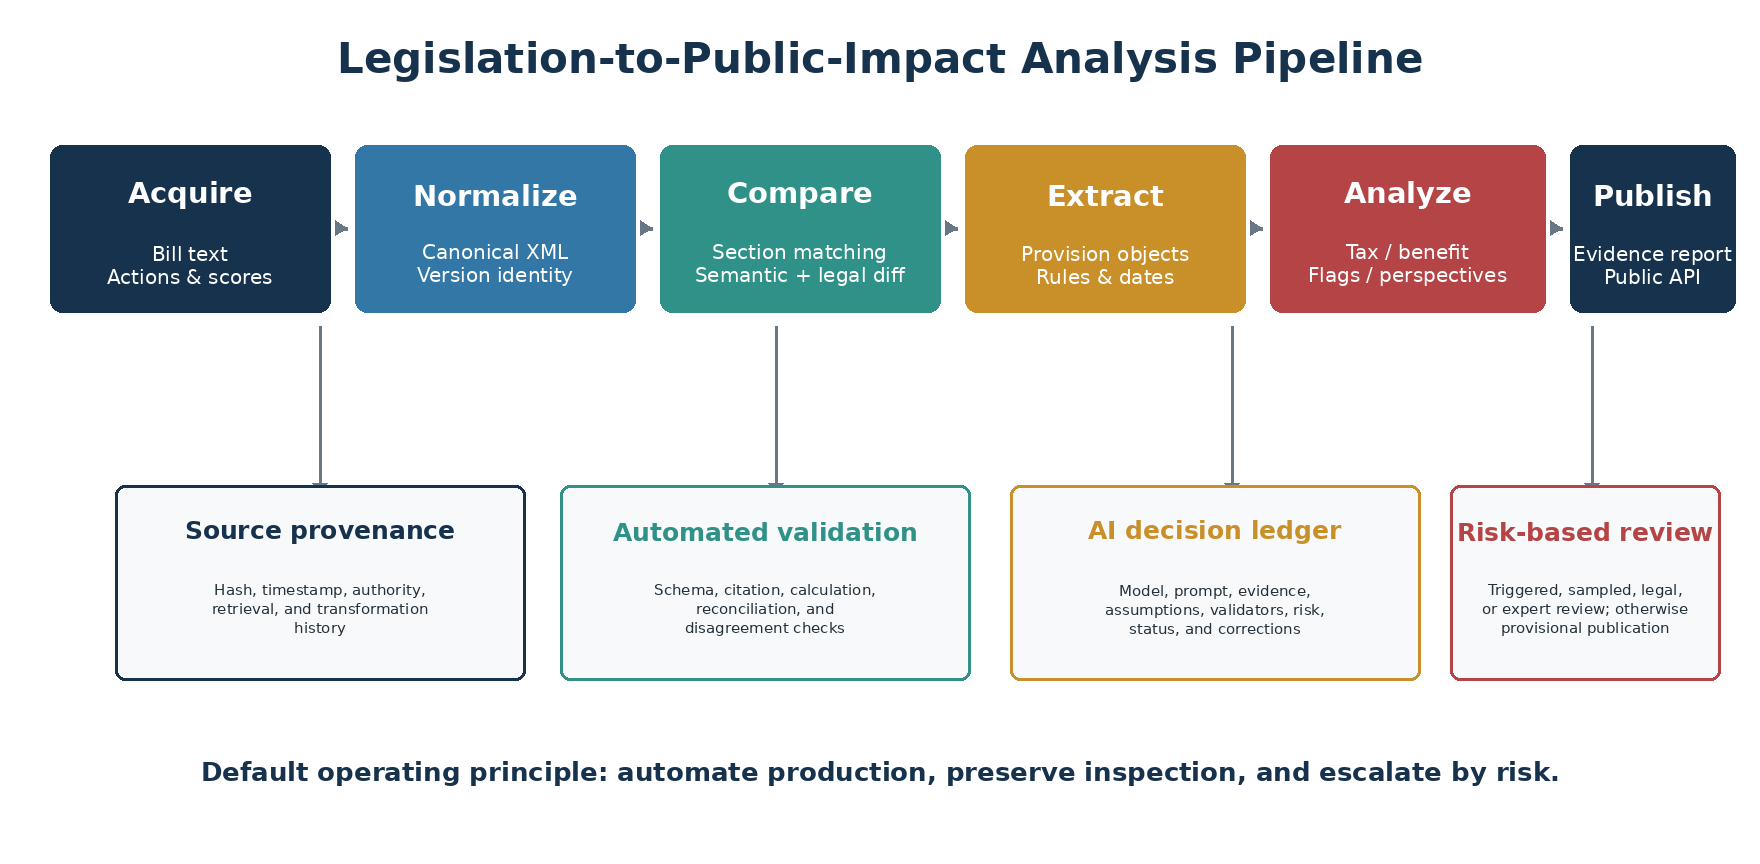 Legislation-to-Public-Impact Analysis Pipeline
Acquire
Bill text
Actions & scores
Normalize
Canonical XML
Version identity
Compare
Section matching
Semantic + legal diff
Extract
Provision objects
Rules & dates
Analyze
Tax / benefit
Flags / perspectives
Publish
Evidence report
Public API
Source provenance
Hash, timestamp, authority,
retrieval, and transformation
history
Automated validation
Schema, citation, calculation,
reconciliation, and
disagreement checks
AI decision ledger
Model, prompt, evidence,
assumptions, validators, risk,
status, and corrections
Risk-based review
Triggered, sampled, legal,
or expert review; otherwise
provisional publication
Default operating principle: automate production, preserve inspection, and escalate by risk.